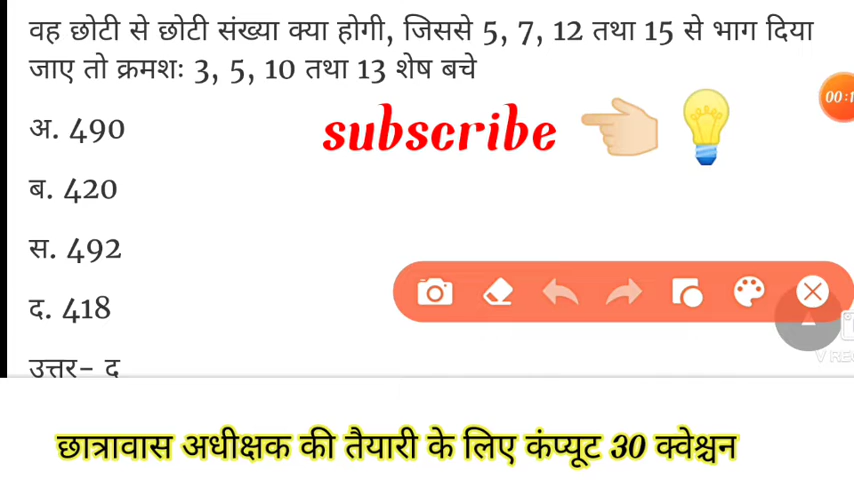 वह छोटी से छोटी संख्या क्या होगी, जिससे 5, 7, 12 तथा 15 से भाग दिया
जाए तो क्रमशः 3, 5, 10 तथा 13 शेष बचे
अ. 490
subscribe
ब. 420
स. 492
द. 418
उत्तर– द
छात्रावास अधीक्षक की तैयारी के लिए कंप्यूट 30 क्वेश्चन